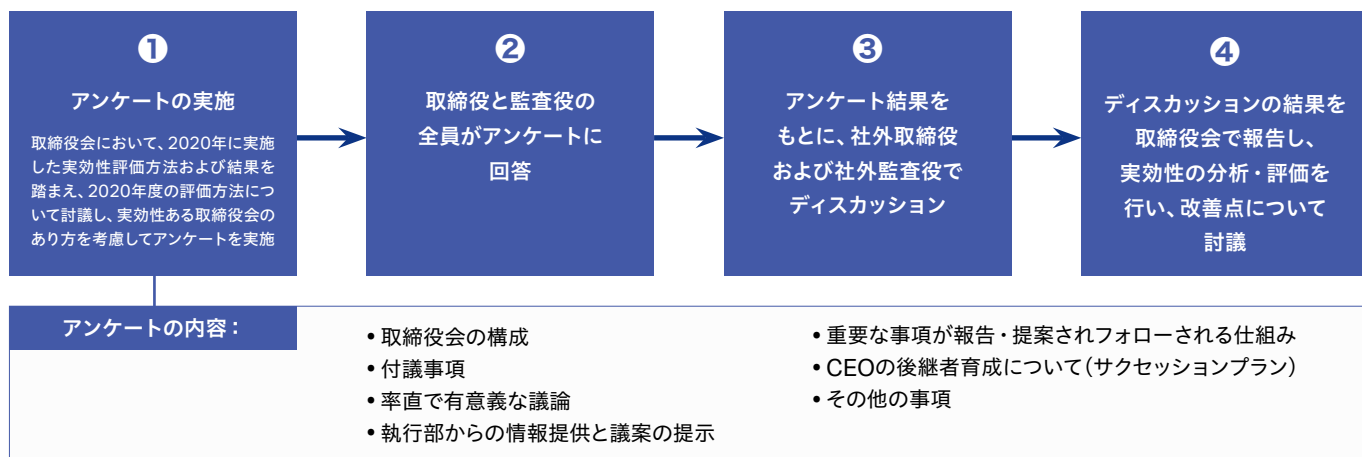 ❶
アンケートの実施
取締役会において、2020年に実施
した実効性評価方法および結果を
踏まえ、2020年度の評価方法につ
いて討議し、実効性ある取締役会の
あり方を考慮してアンケートを実施
❷
取締役と監査役の
全員がアンケートに
回答
❸
アンケート結果を
もとに、社外取締役
および社外監査役で
ディスカッション
❹
ディスカッションの結果を
取締役会で報告し、
実効性の分析・評価を
行い、改善点について
討議
アンケートの内容：
• 取締役会の構成
• 付議事項
• 率直で有意義な議論
• 執行部からの情報提供と議案の提示
• 重要な事項が報告・提案されフォローされる仕組み
• CEOの後継者育成について（サクセッションプラン）
• その他の事項